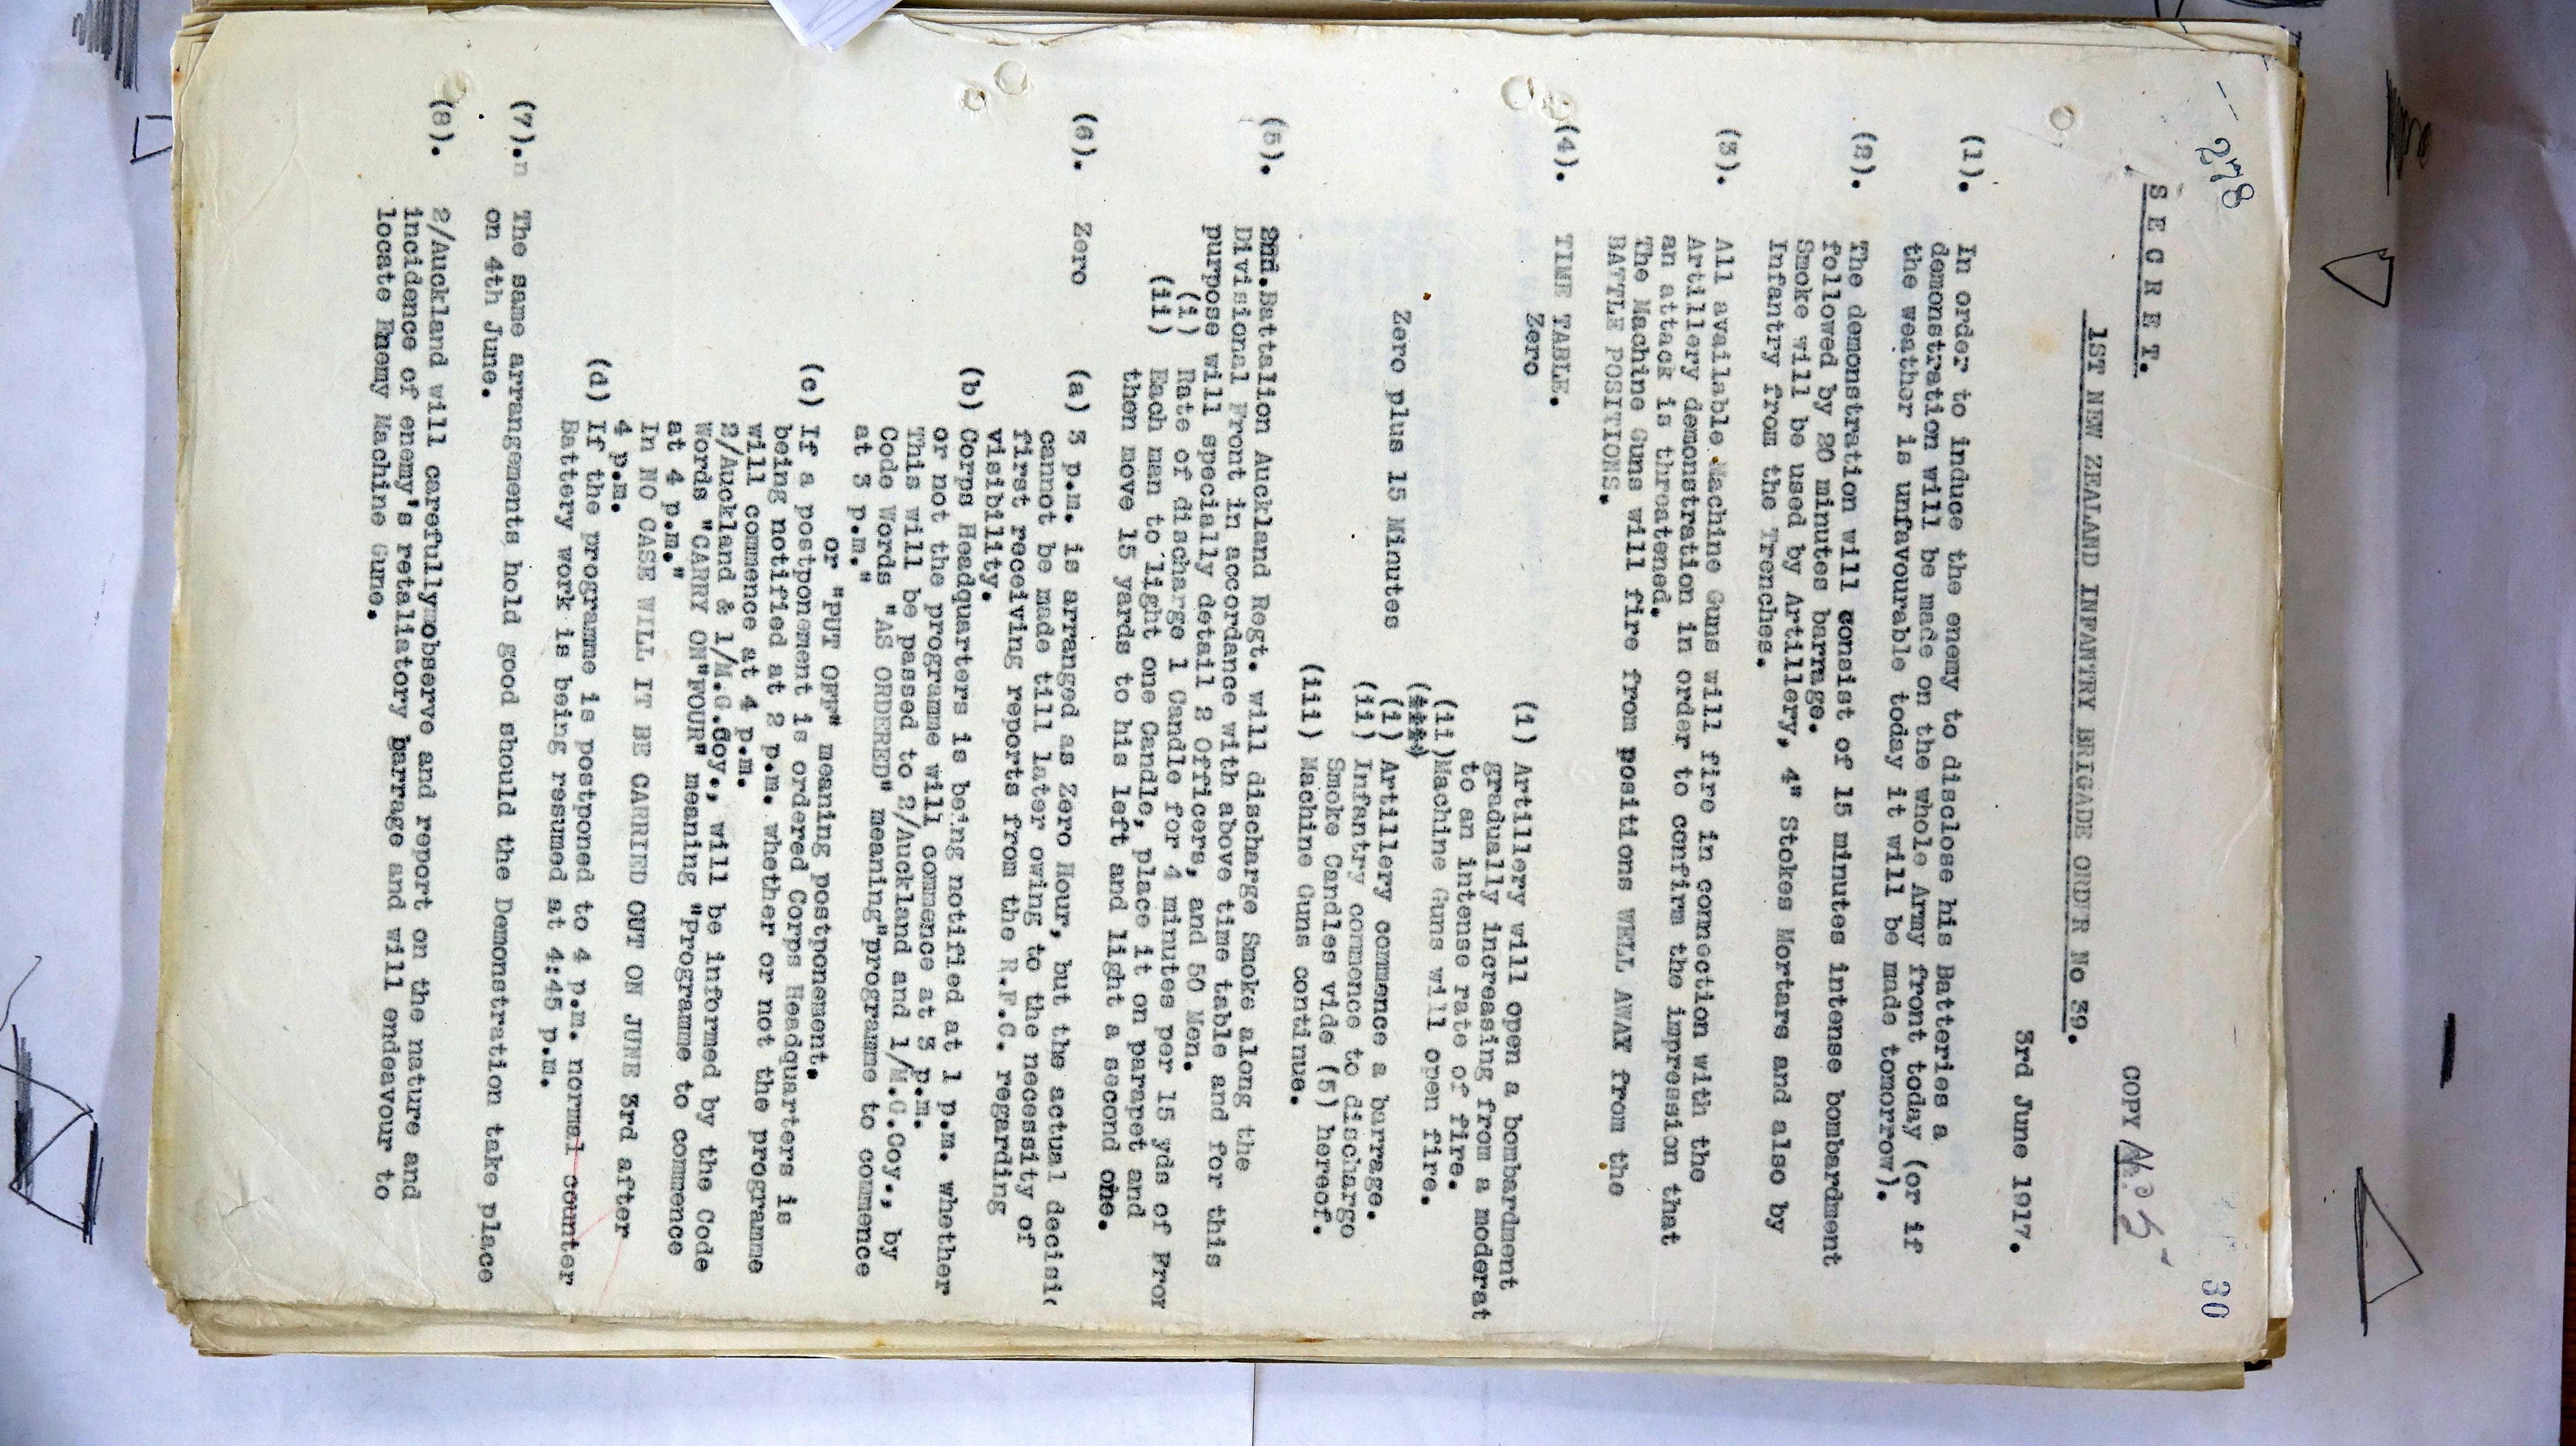 278
30
S E C R E T.
COPY No 5
1ST NEW ZEALAND INFANTRY BRIGADE ORDER No 39.
3rd June 1917.
(1). In order to induce the enemy to disclose his Batteries a
demonstration will be made on the whole Army front today (or if
the weather is unfavourable today it will be made tomorrow).
(2). The demonstration will consist of 15 minutes intense bombardment
followed by 20 minutes barrage.
Smoke will be used by Artillery, 4" Stokes Mortars and also by
Infantry from the Trenches.
(3). All available Machine Guns will fire in connection with the
Artillery demonstration in order to confirm the impression that
an attack is threatened.
The Machine Guns will fire from positions WELL AWAY from the
BATTLE POSITIONS.
(4). TIME TABLE.
Zero (i) Artillery will open a bombardment
gradually increasing from a moderat
to an intense rate of fire.
(ii)Machine Guns will open fire.
Zero plus 15 Minutes (i) Artillery commence a barrage.
(ii) Infantry commence to discharge
Smoke Candles vide (5) hereof.
(iii) Machine Guns continue.
(5). 2nd.Batatalion Auckland Regt. will discharge Smoke along the
Divisional Front in accordance with above time table and for this
purpose will specially detail 2 Officers, and 50 Men.
(i) Rate of discharge 1 Candle for 4 minutes per 15 yds of Fron
(ii) Each man to light one Candle, place it on parapet and
then move 15 yards to his left and light a second one.
(6). Zero (a) 3 p.m. is arranged as Zero Hour, but the actual decisi
cannot be made till later owing to the necessity of
first receiving reports from the R.F.C. regarding
visibility.
(b) Corps Headquarters is being notified at 1 p.m. whether
or not the programme will commence at 3 p.m.
This will be passed to 2/Auckland and 1/M.G.Coy., by
Code Words "AS ORDERED" meaning"programme to commence
at 3 p.m."
or "PUT OFF" meaning postponement.
(c) If a postponement is ordered Corps Headquarters is
being notified at 2 p.m. whether or not the programme
will commence at 4 p.m.
2/Auckland & 1/M.G.Coy., will be informed by the Code
Words "CARRY ON"FOUR" meaning "Programme to commence
at 4 p.m."
In NO CASE WILL IT BE CARRIED OUT ON JUNE 3rd after
4 p.m.
(d) If the programme is postponed to 4 p.m. normal counter
Battery work is being resumed at 4:45 p.m.
(7).n The same arrangements hold good should the Demonstration take place
on 4th June.
(8). 2/Auckland will carefullymobserve and report on the nature and
incidence of enemy's retaliatory barrage and will endeavour to
locate Enemy Machine Guns.